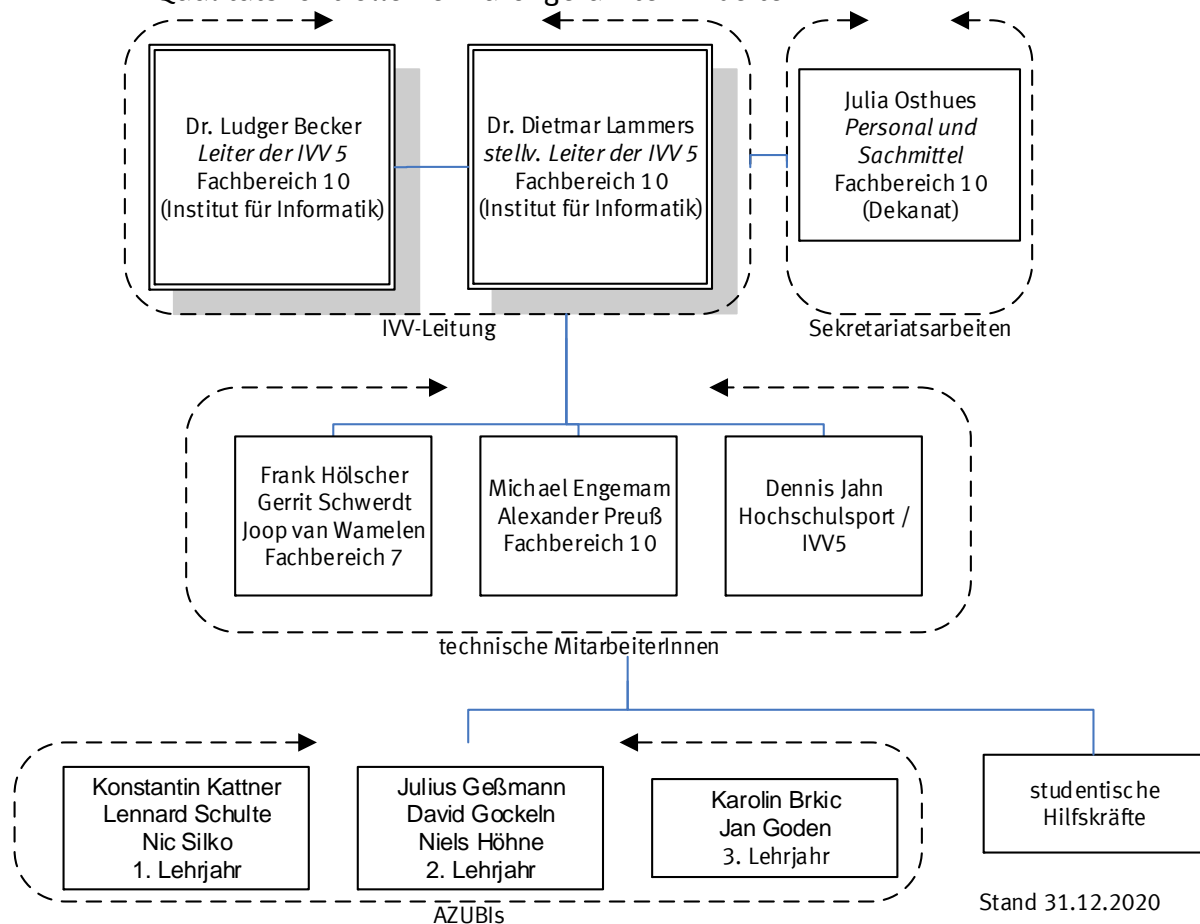 Dr. Ludger Becker
Leiter der IVV 5
Fachbereich 10
(Institut für Informatik)
Dr. Dietmar Lammers
stellv. Leiter der IVV 5
Fachbereich 10
(Institut für Informatik)
Julia Osthues
Personal und
Sachmittel
Fachbereich 10
(Dekanat)
IVV-Leitung
Sekretariatsarbeiten
Frank Hölscher
Gerrit Schwerdt
Joop van Wamelen
Fachbereich 7
Michael Engemam
Alexander Preuß
Fachbereich 10
Dennis Jahn
Hochschulsport /
IVV5
technische MitarbeiterInnen
Konstantin Kattner
Lennard Schulte
Nic Silko
1. Lehrjahr
Julius Geßmann
David Gockeln
Niels Höhne
2. Lehrjahr
Karolin Brkic
Jan Goden
3. Lehrjahr
studentische
Hilfskräfte
AZUBIs
Stand 31.12.2020